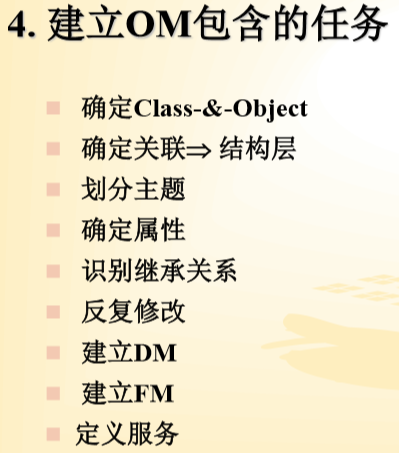 4. 建立OM包含的任务
确定Class-&-Object
确定关联⇒ 结构层
划分主题
确定属性
识别继承关系
反复修改
建立DM
建立FM
定义服务